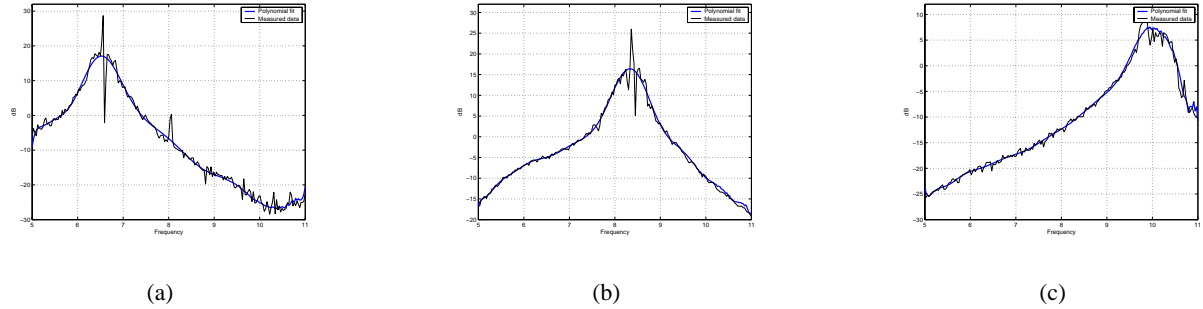 Polynomial fit
Measured data
30
20
10
0
−10
−20
−30
dB
5 6 7 8 9 10 11
Frequency
(a)
Polynomial fit
Measured data
30
25
20
15
10
5
0
−5
−10
−15
−20
dB
5 6 7 8 9 10 11
Frequency
(b)
Polynomial fit
Measured data
10
5
0
−5
−10
−15
−20
−25
−30
dB
5 6 7 8 9 10 11
Frequency
(c)